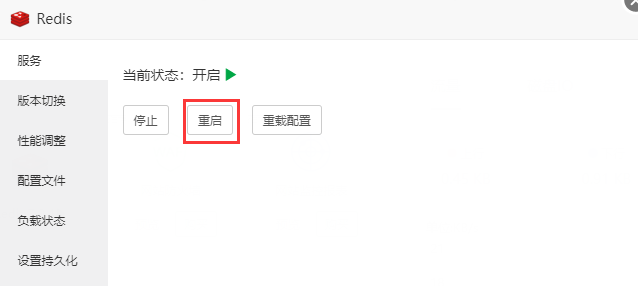 Redis
服务
当前状态：开启
版本切换
停止 重启 重载配置
性能调整
配置文件
负载状态
设置持久化